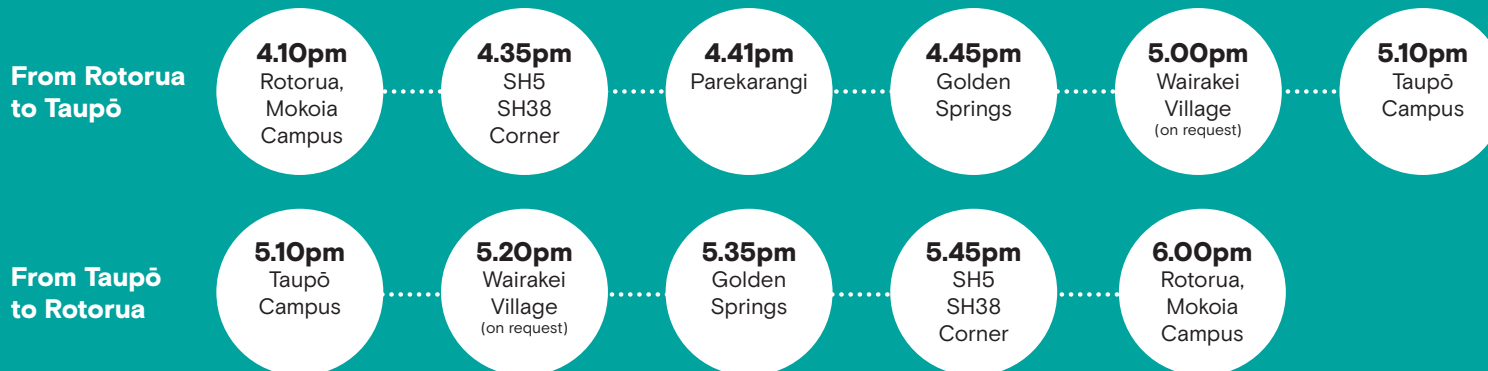 From Rotorua
to Taupō
4.10pm
Rotorua,
Mokoia
Campus
4.35pm
SH5
SH38
Corner
4.41pm
Parekarangi
4.45pm
Golden
Springs
5.00pm
Wairakei
Village
(on request)
5.10pm
Taupō
Campus
From Taupō
to Rotorua
5.10pm
Taupō
Campus
5.20pm
Wairakei
Village
(on request)
5.35pm
Golden
Springs
5.45pm
SH5
SH38
Corner
6.00pm
Rotorua,
Mokoia
Campus